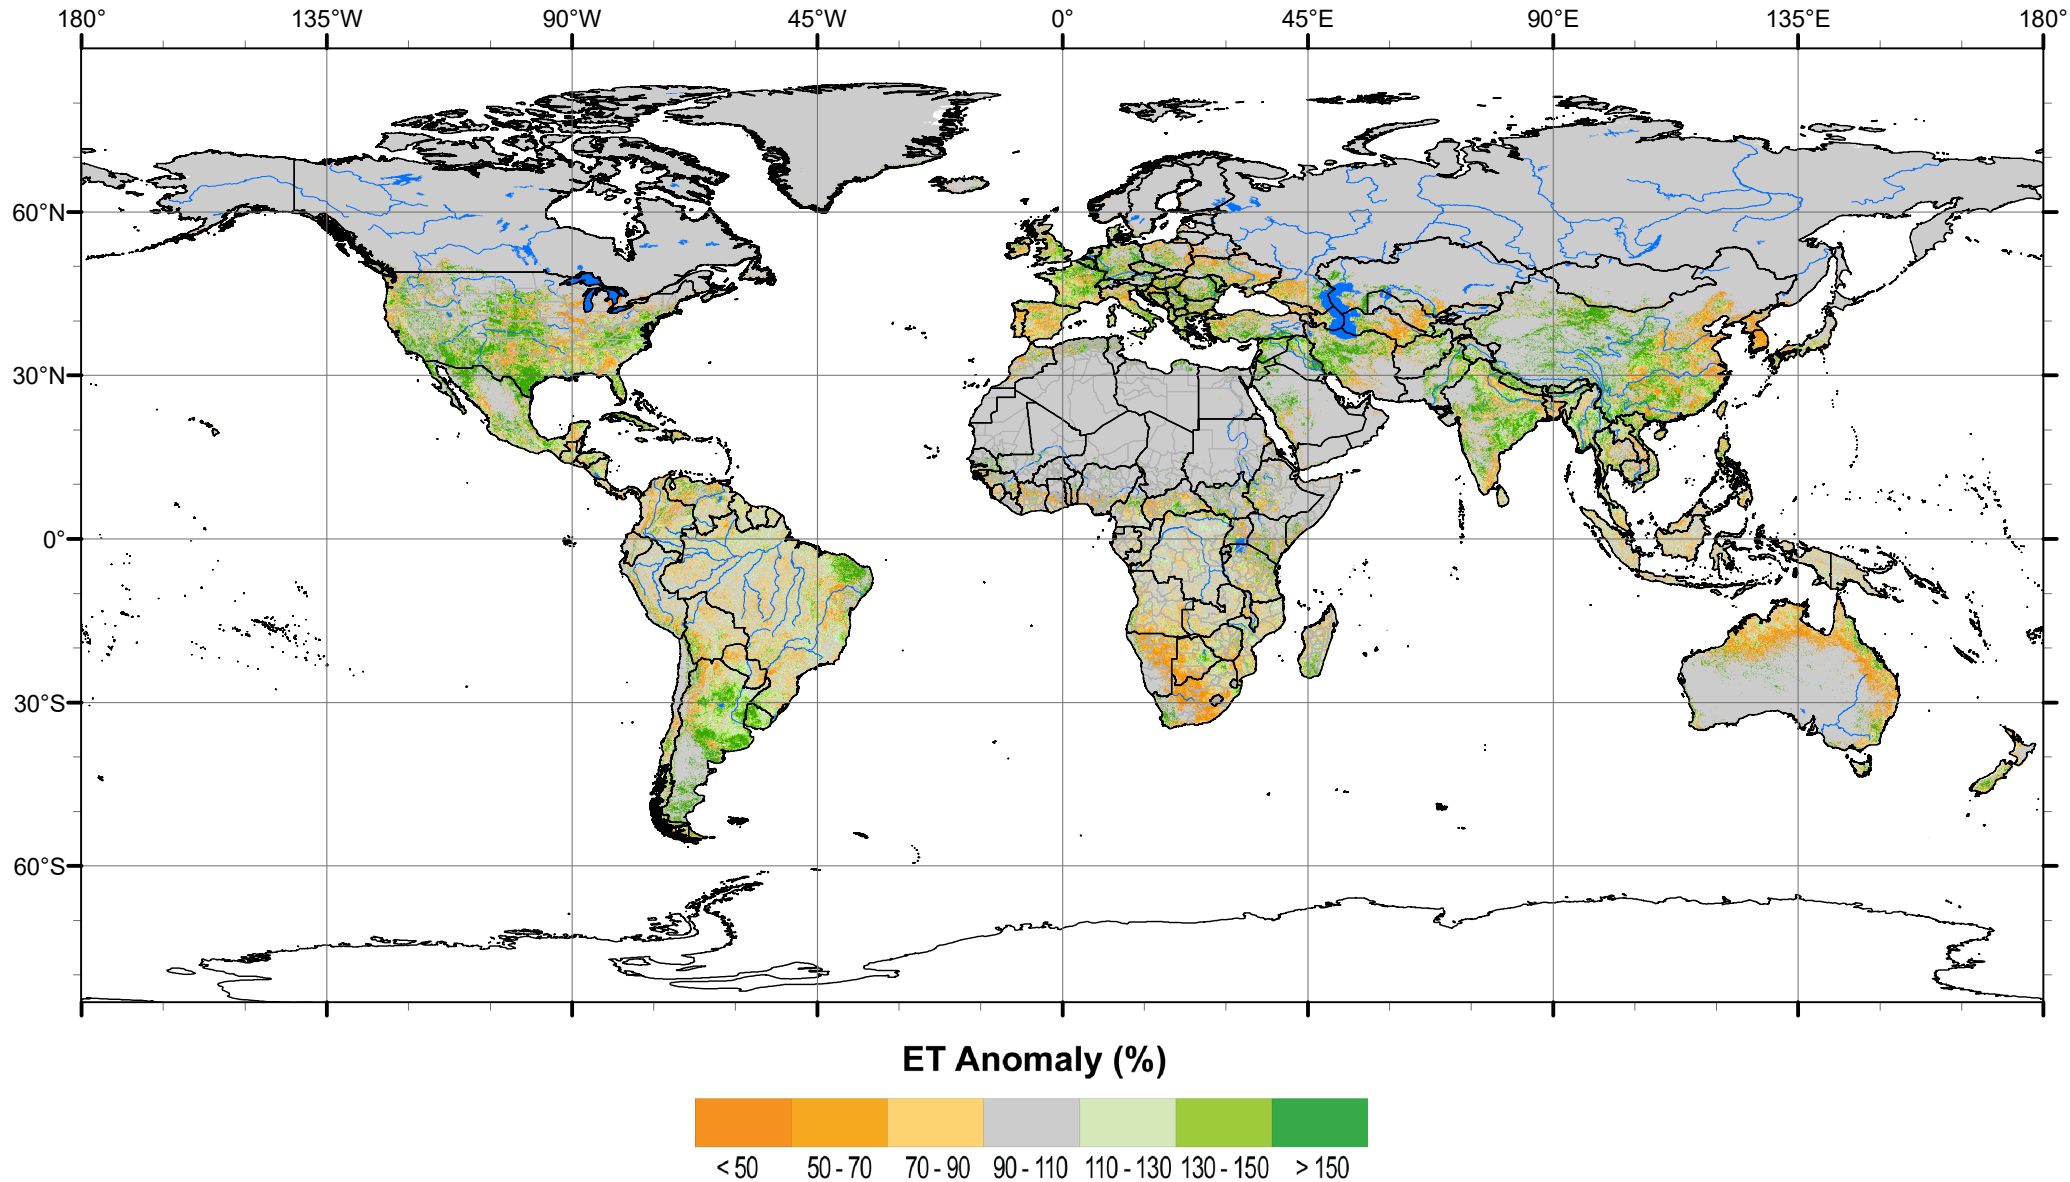 180° 135°W 90°W 45°W 0° 45°E 90°E 135°E 180°
60°N
30°N
0°
30°S
60°S
ET Anomaly (%)
< 50 50 - 70 70 - 90 90 - 110 110 - 130 130 - 150 > 150